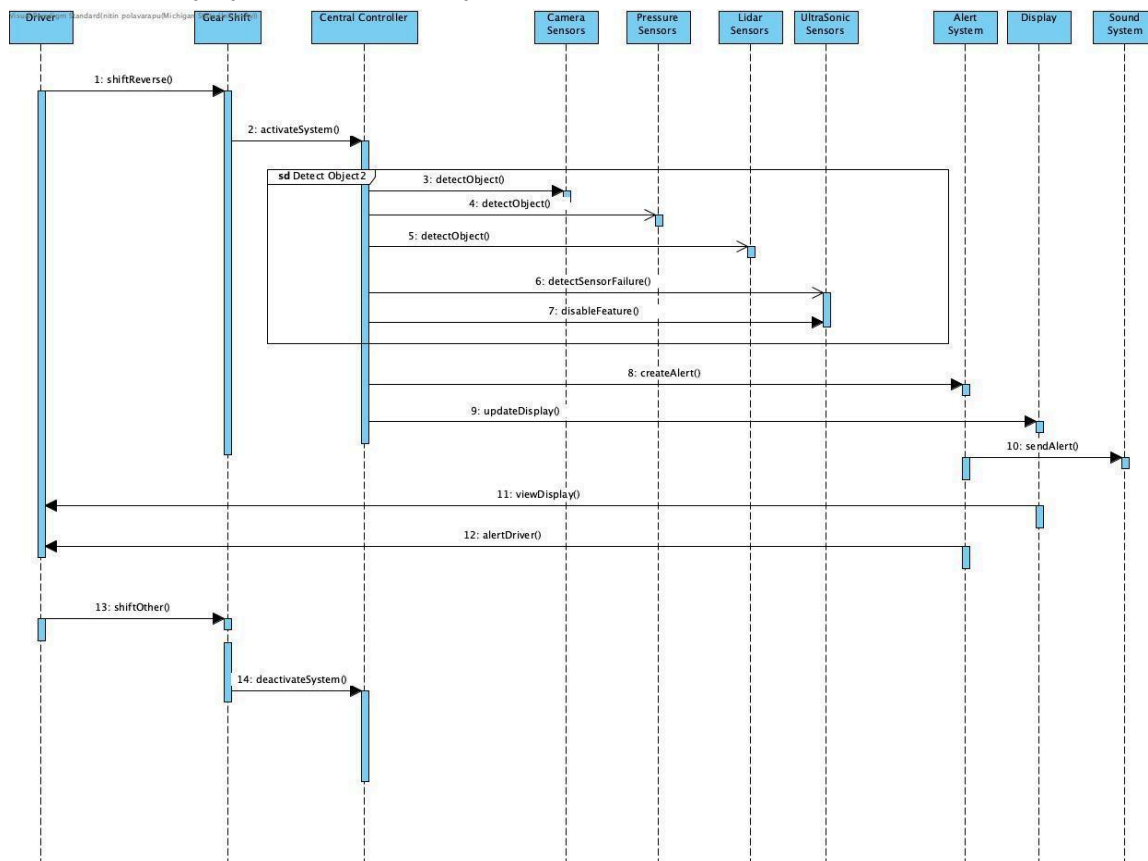 Driver
Gear Shift
Central Controller
Camera
Sensors
Pressure
Sensors
Lidar
Sensors
UltraSonic
Sensors
Alert
System
Display
Sound
System
1: shiftReverse()
2: activateSystem()
sd Detect Object2
3: detectObject()
4: detectObject()
5: detectObject()
6: detectSensorFailure()
7: disableFeature()
8: createAlert()
9: updateDisplay()
10: sendAlert()
11: viewDisplay()
12: alertDriver()
13: shiftOther()
14: deactivateSystem()